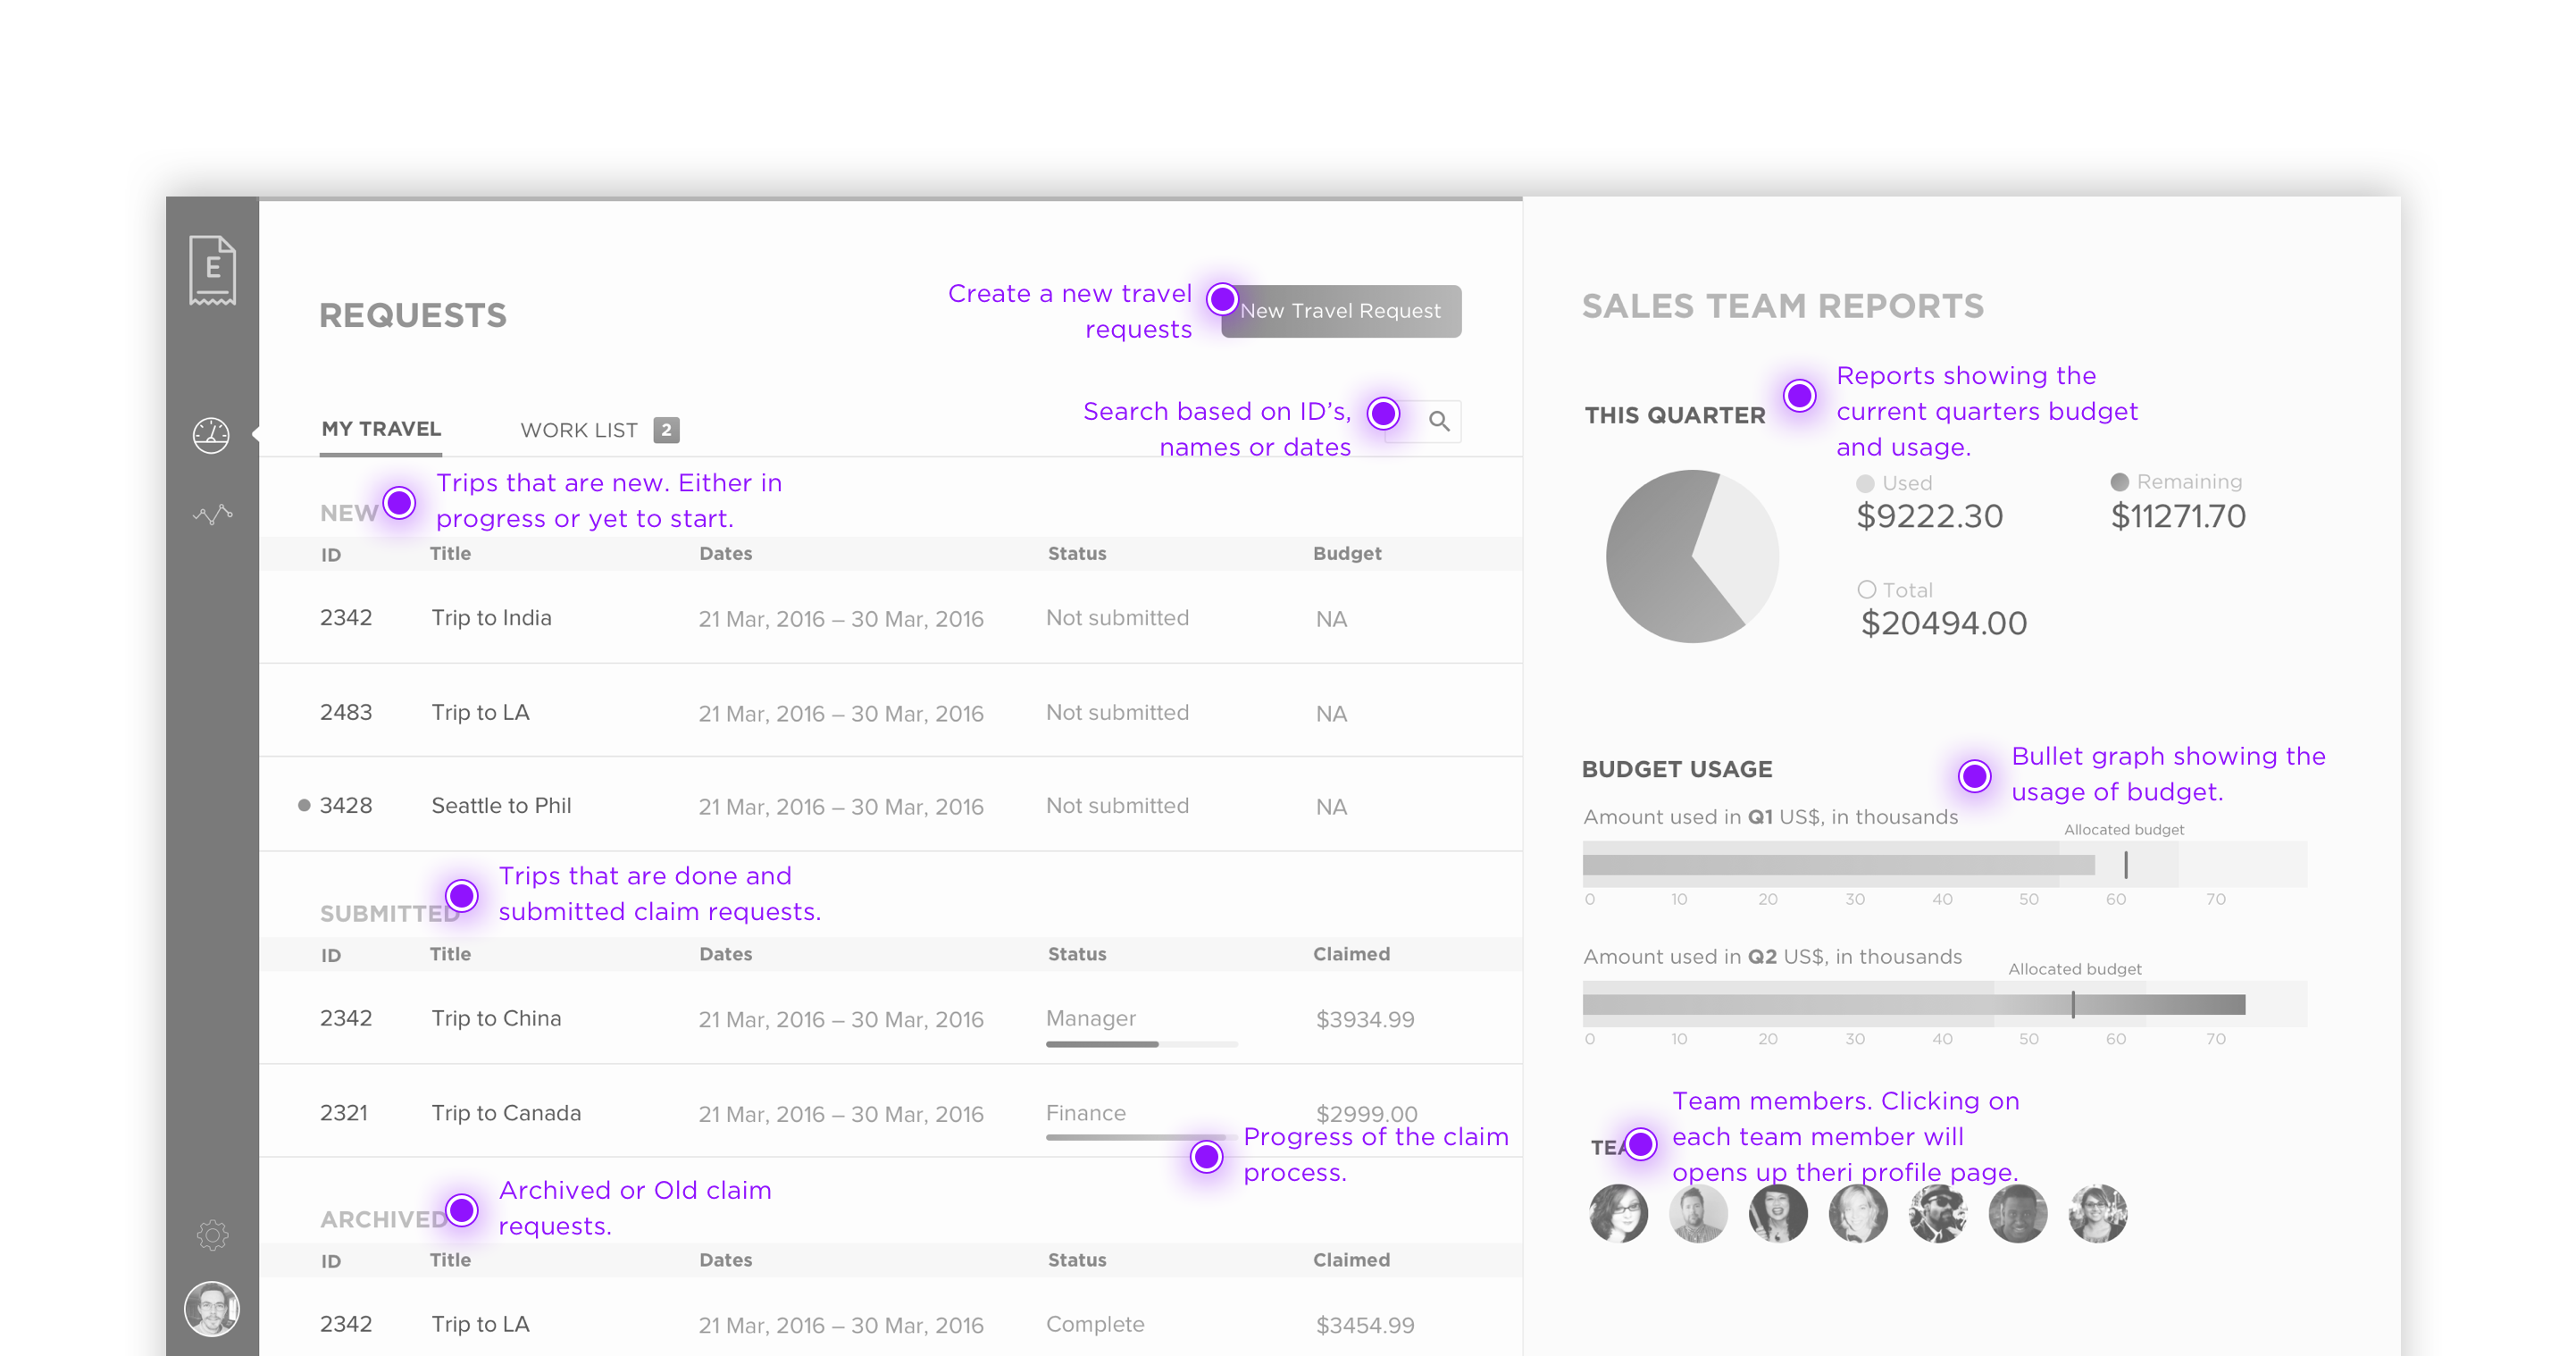 E
REQUESTS
Create a new travel
requests
New Travel Request
MY TRAVEL
WORK LIST 2
Search based on ID's,
names or dates
NEW
Trips that are new. Either in
progress or yet to start.
ID Title Dates Status Budget
2342 Trip to India 21 Mar, 2016 – 30 Mar, 2016 Not submitted NA
2483 Trip to LA 21 Mar, 2016 – 30 Mar, 2016 Not submitted NA
3428 Seattle to Phil 21 Mar, 2016 – 30 Mar, 2016 Not submitted NA
SUBMITTED
Trips that are done and
submitted claim requests.
ID Title Dates Status Claimed
2342 Trip to China 21 Mar, 2016 – 30 Mar, 2016 Manager $3934.99
2321 Trip to Canada 21 Mar, 2016 – 30 Mar, 2016 Finance $2999.00
Progress of the claim
process.
ARCHIVED
Archived or Old claim
requests.
ID Title Dates Status Claimed
2342 Trip to LA 21 Mar, 2016 – 30 Mar, 2016 Complete $3454.99
SALES TEAM REPORTS
THIS QUARTER
Reports showing the
current quarters budget
and usage.
Used
$9222.30
Remaining
$11271.70
Total
$20494.00
BUDGET USAGE
Bullet graph showing the
usage of budget.
Amount used in Q1 US$, in thousands
Allocated budget
0 10 20 30 40 50 60 70
Amount used in Q2 US$, in thousands
Allocated budget
0 10 20 30 40 50 60 70
Team members. Clicking on
each team member will
opens up theri profile page.